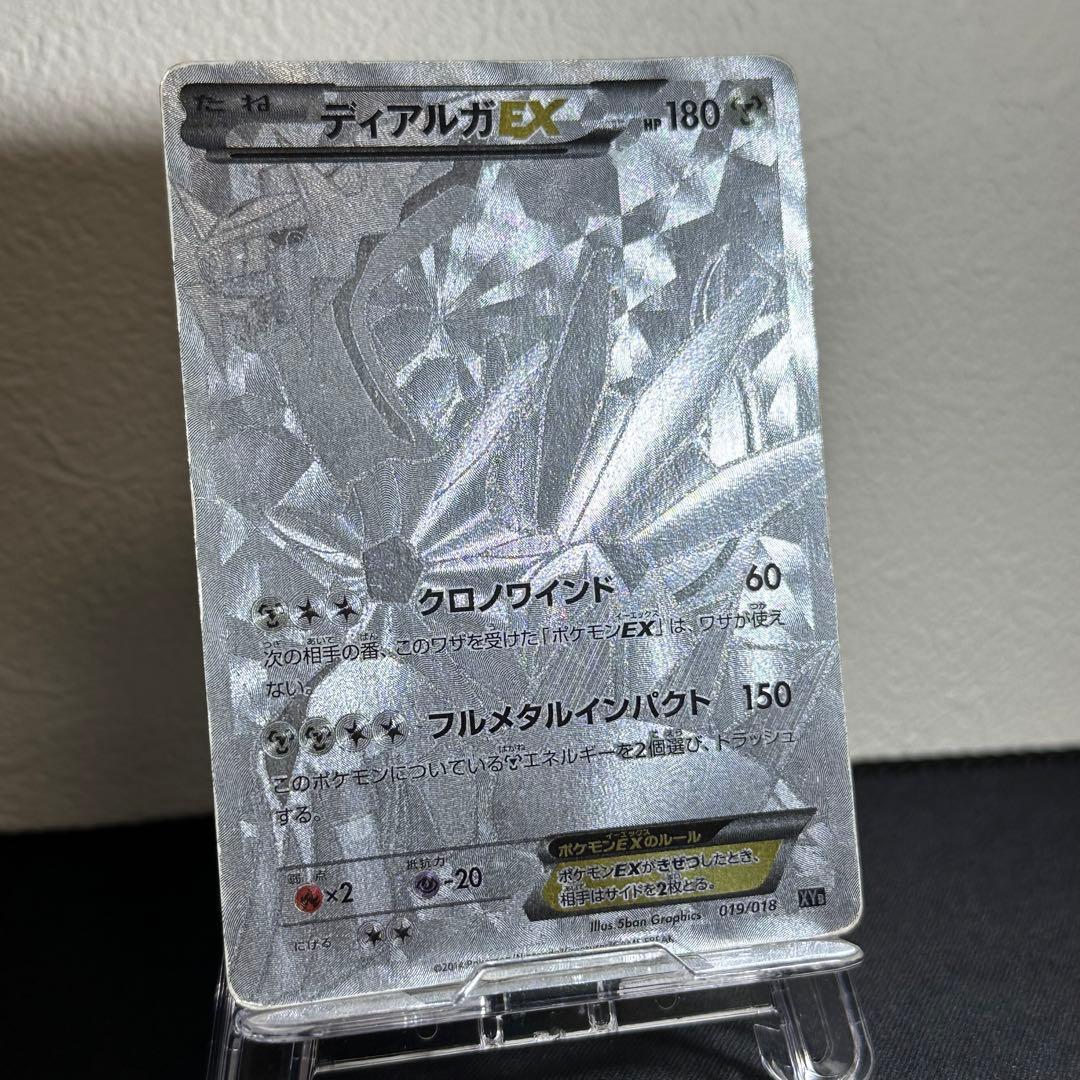 たね ディアルガEX HP180
クロノワインド 60
次の相手の番、このワザを受けた「ポケモンEX」は、ワザが使え
ない。
フルメタルインパクト 150
このポケモンについているエネルギーを2個選び、トラッシュ
する。
弱点 抵抗力
×2 -20
にげる
ポケモンEXのルール
ポケモンEXがきぜつしたとき、
相手はサイドを2枚とる。
Illus. 5ban Graphics 019/018 XY